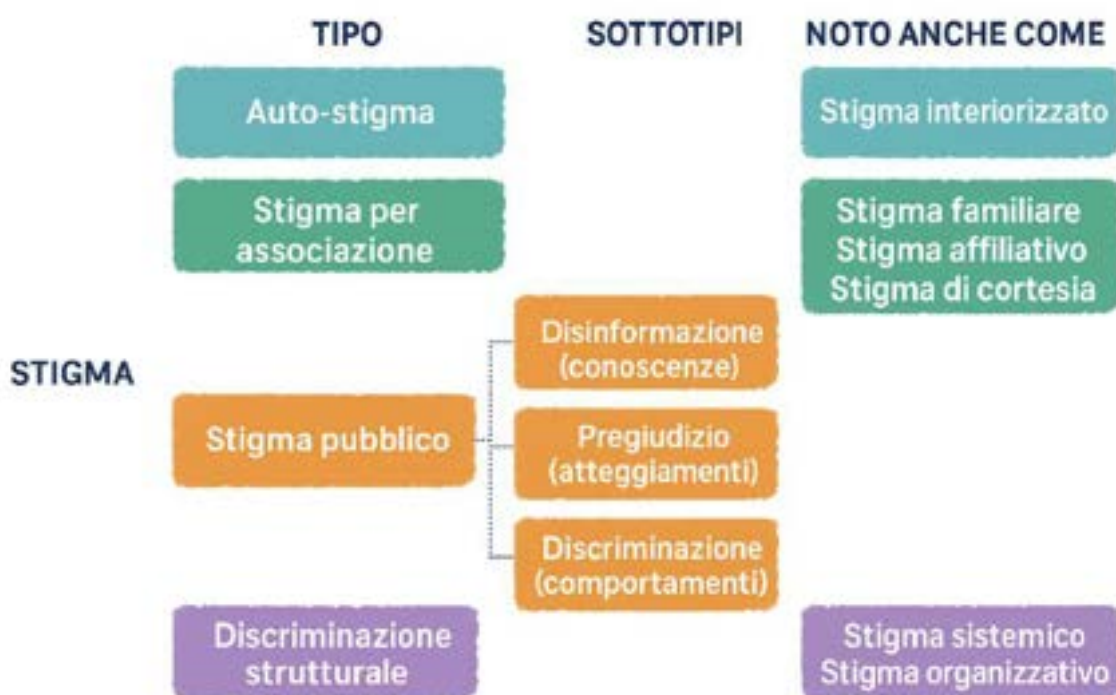 TIPO
SOTTOTIPI
NOTO ANCHE COME
Auto-stigma
Stigma interiorizzato
Stigma per
associazione
Stigma familiare
Stigma affiliativo
Stigma di cortesia
STIGMA
Stigma pubblico
Disinformazione
(conoscenze)
Pregiudizio
(atteggiamenti)
Discriminazione
(comportamenti)
Discriminazione
strutturale
Stigma sistemico
Stigma organizzativo